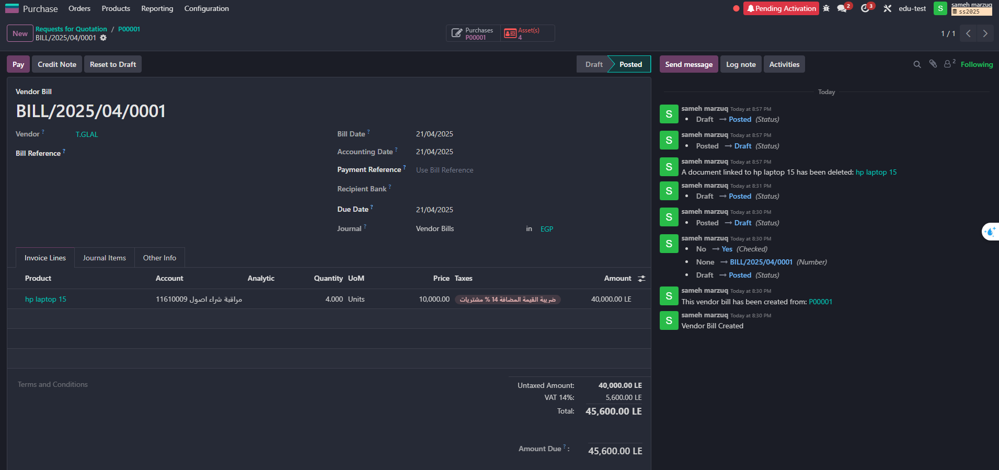 Purchase Orders Products Reporting Configuration
Pending Activation 2 3 edu-test S sameh marzuq
ss2025
New Requests for Quotation / P00001
BILL/2025/04/0001
Purchases
P00001
Asset(s)
4
1 / 1
Pay Credit Note Reset to Draft
Draft Posted
Send message Log note Activities
2 Following
Vendor Bill
BILL/2025/04/0001
Vendor ? T.GLAL
Bill Reference ?
Bill Date ? 21/04/2025
Accounting Date ? 21/04/2025
Payment Reference ? Use Bill Reference
Recipient Bank ?
Due Date ? 21/04/2025
Journal ? Vendor Bills in EGP
Invoice Lines Journal Items Other Info
Product Account Analytic Quantity UoM Price Taxes Amount
hp laptop 15 11610009 مراقبة شراء اصول 4.000 Units 10,000.00 ضريبة القيمة المضافة 14 % مشتريات 40,000.00 LE
Terms and Conditions
Untaxed Amount: 40,000.00 LE
VAT 14%: 5,600.00 LE
Total: 45,600.00 LE
Amount Due ? : 45,600.00 LE
Today
S sameh marzuq Today at 8:57 PM
• Draft → Posted (Status)
S sameh marzuq Today at 8:57 PM
• Posted → Draft (Status)
S sameh marzuq Today at 8:57 PM
A document linked to hp laptop 15 has been deleted: hp laptop 15
S sameh marzuq Today at 8:31 PM
• Draft → Posted (Status)
S sameh marzuq Today at 8:30 PM
• Posted → Draft (Status)
S sameh marzuq Today at 8:30 PM
• No → Yes (Checked)
• None → BILL/2025/04/0001 (Number)
• Draft → Posted (Status)
S sameh marzuq Today at 8:30 PM
This vendor bill has been created from: P00001
S sameh marzuq Today at 8:30 PM
Vendor Bill Created